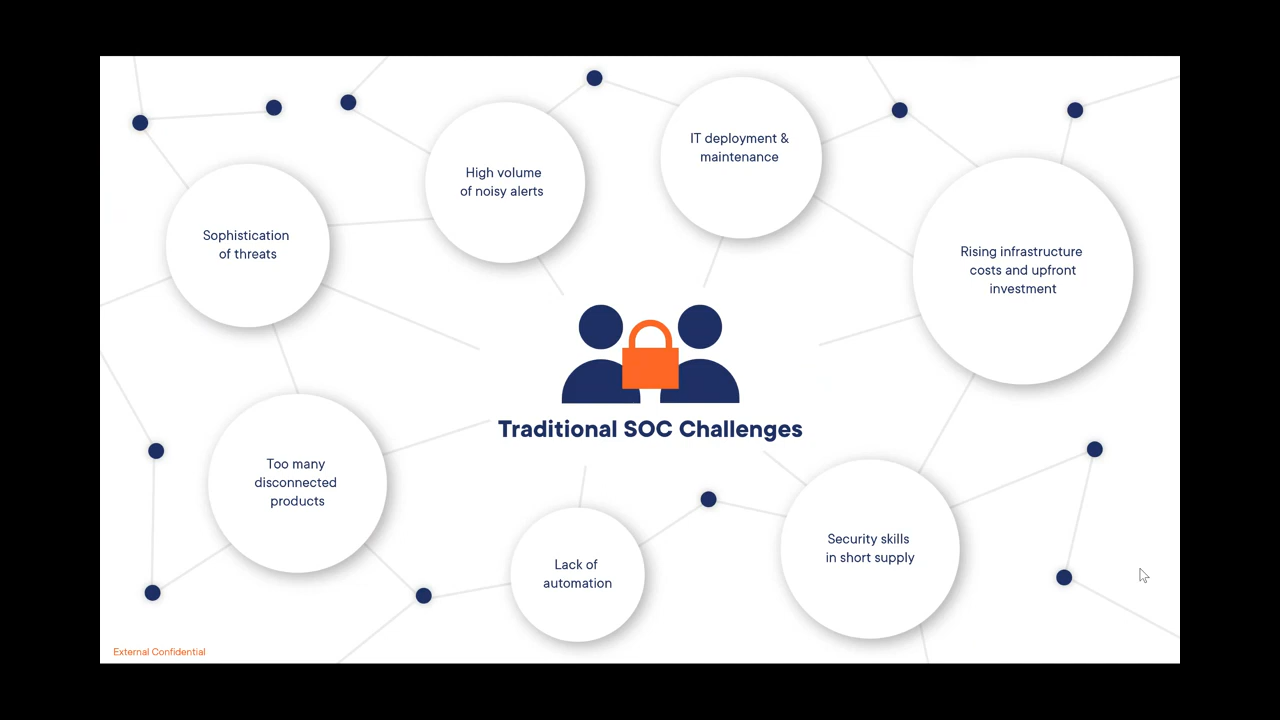 IT deployment &
maintenance
High volume
of noisy alerts
Sophistication
of threats
Rising infrastructure
costs and upfront
investment
Traditional SOC Challenges
Too many
disconnected
products
Lack of
automation
Security skills
in short supply
External Confidential